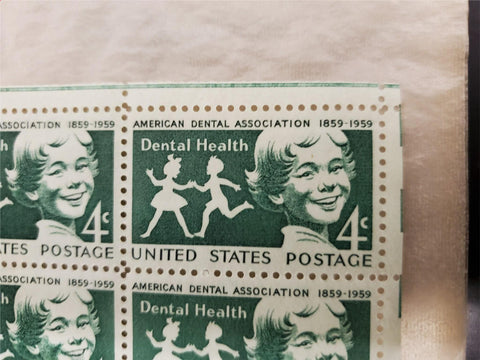 ASSOCIATION 1859-1959
4c
TES POSTAGE
AMERICAN DENTAL ASSOCIATION 1859-1959
Dental Health
4c
UNITED STATES POSTAGE
ASSOCIATION 1859-1959
AMERICAN DENTAL ASSOCIATION 1859-1959
Dental Health